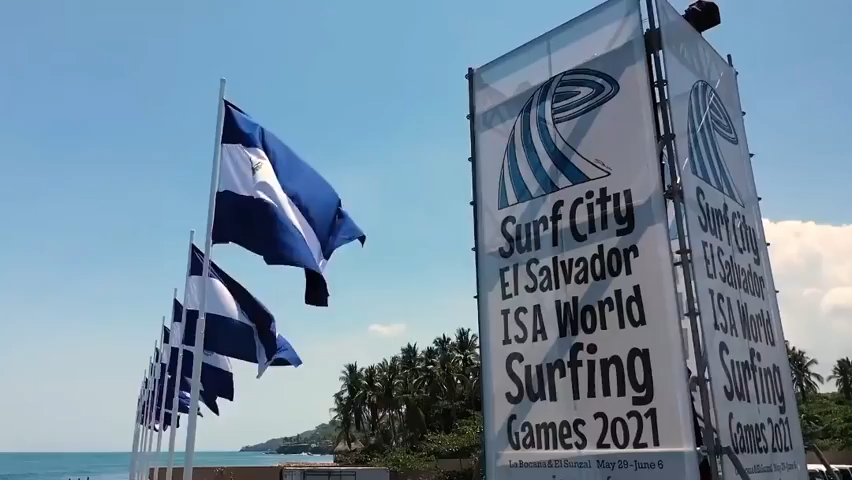 Surf City
El Salvador
ISA World
Surfing
Games 2021
La Bocana & El Sunzal May 29-June 6
Surf City
El Salvador
ISA World
Surfing
Games 2021